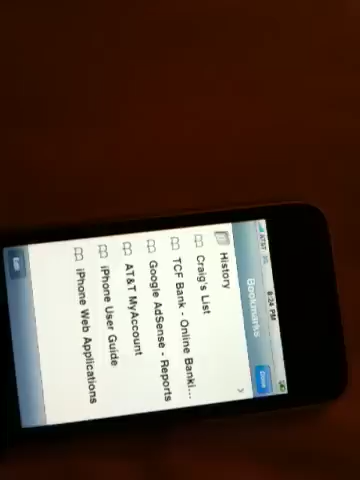 AT&T 3G 8:24 PM
Bookmarks Done
History
Craig's List
TCF Bank - Online Banki...
Google AdSense - Reports
AT&T MyAccount
iPhone User Guide
iPhone Web Applications
Edit